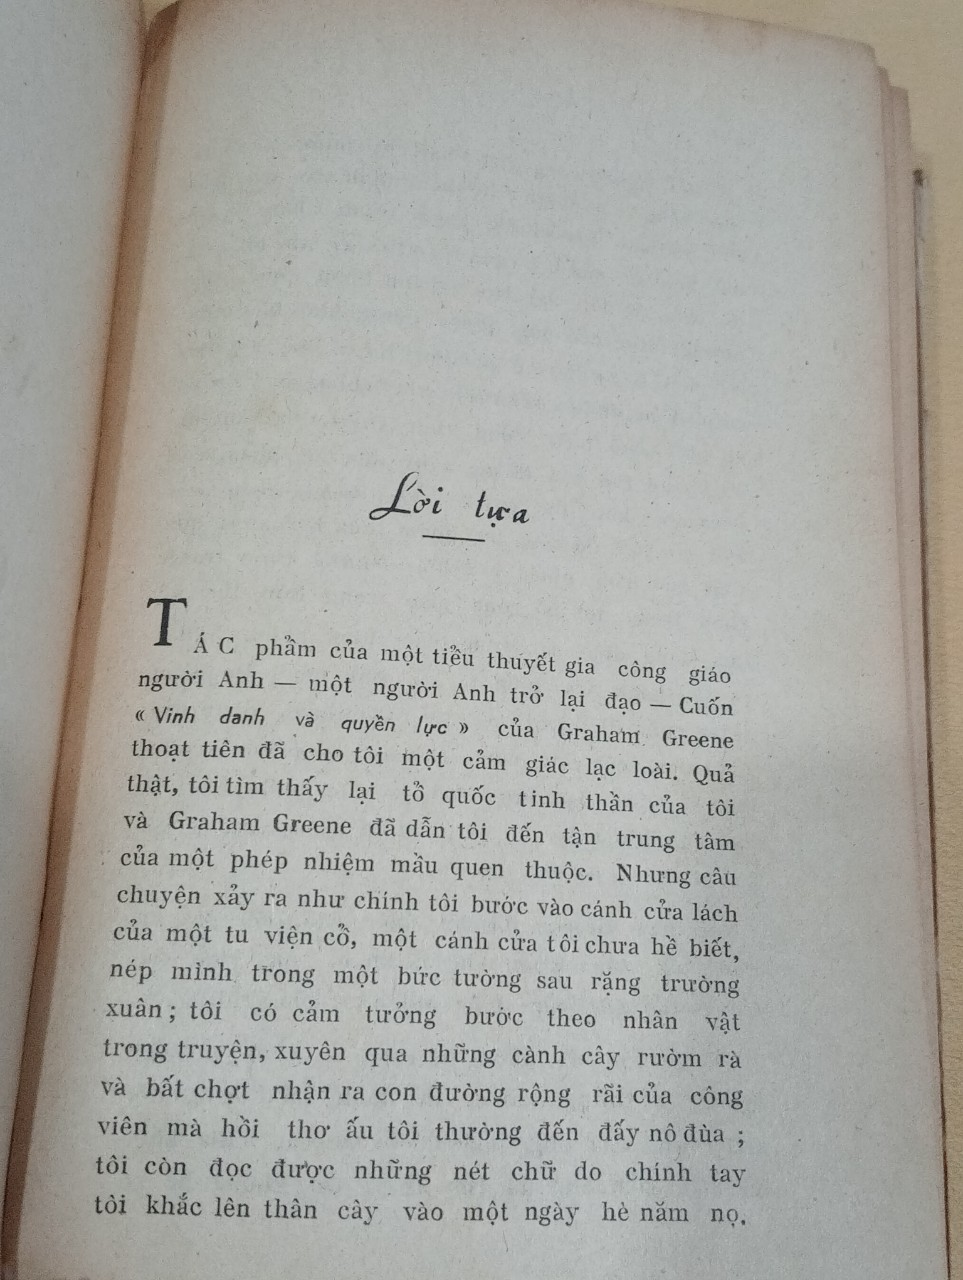 Lời tựa
TÁC phẩm của một tiểu thuyết gia công giáo
người Anh — một người Anh trở lại đạo — Cuốn
« Vinh danh và quyền lực » của Graham Greene
thoạt tiên đã cho tôi một cảm giác lạc loài. Quả
thật, tôi tìm thấy lại tổ quốc tinh thần của tôi
và Graham Greene đã dẫn tôi đến tận trung tâm
của một phép nhiệm mầu quen thuộc. Nhưng câu
chuyện xảy ra như chính tôi bước vào cánh cửa lách
của một tu viện cổ, một cánh cửa tôi chưa hề biết,
nép mình trong một bức tường sau rặng trường
xuân ; tôi có cảm tưởng bước theo nhân vật
trong truyện, xuyên qua những cành cây rườm rà
và bất chợt nhận ra con đường rộng rãi của công
viên mà hồi thơ ấu tôi thường đến đấy nô đùa ;
tôi còn đọc được những nét chữ do chính tay
tôi khắc lên thân cây vào một ngày hè năm nọ.